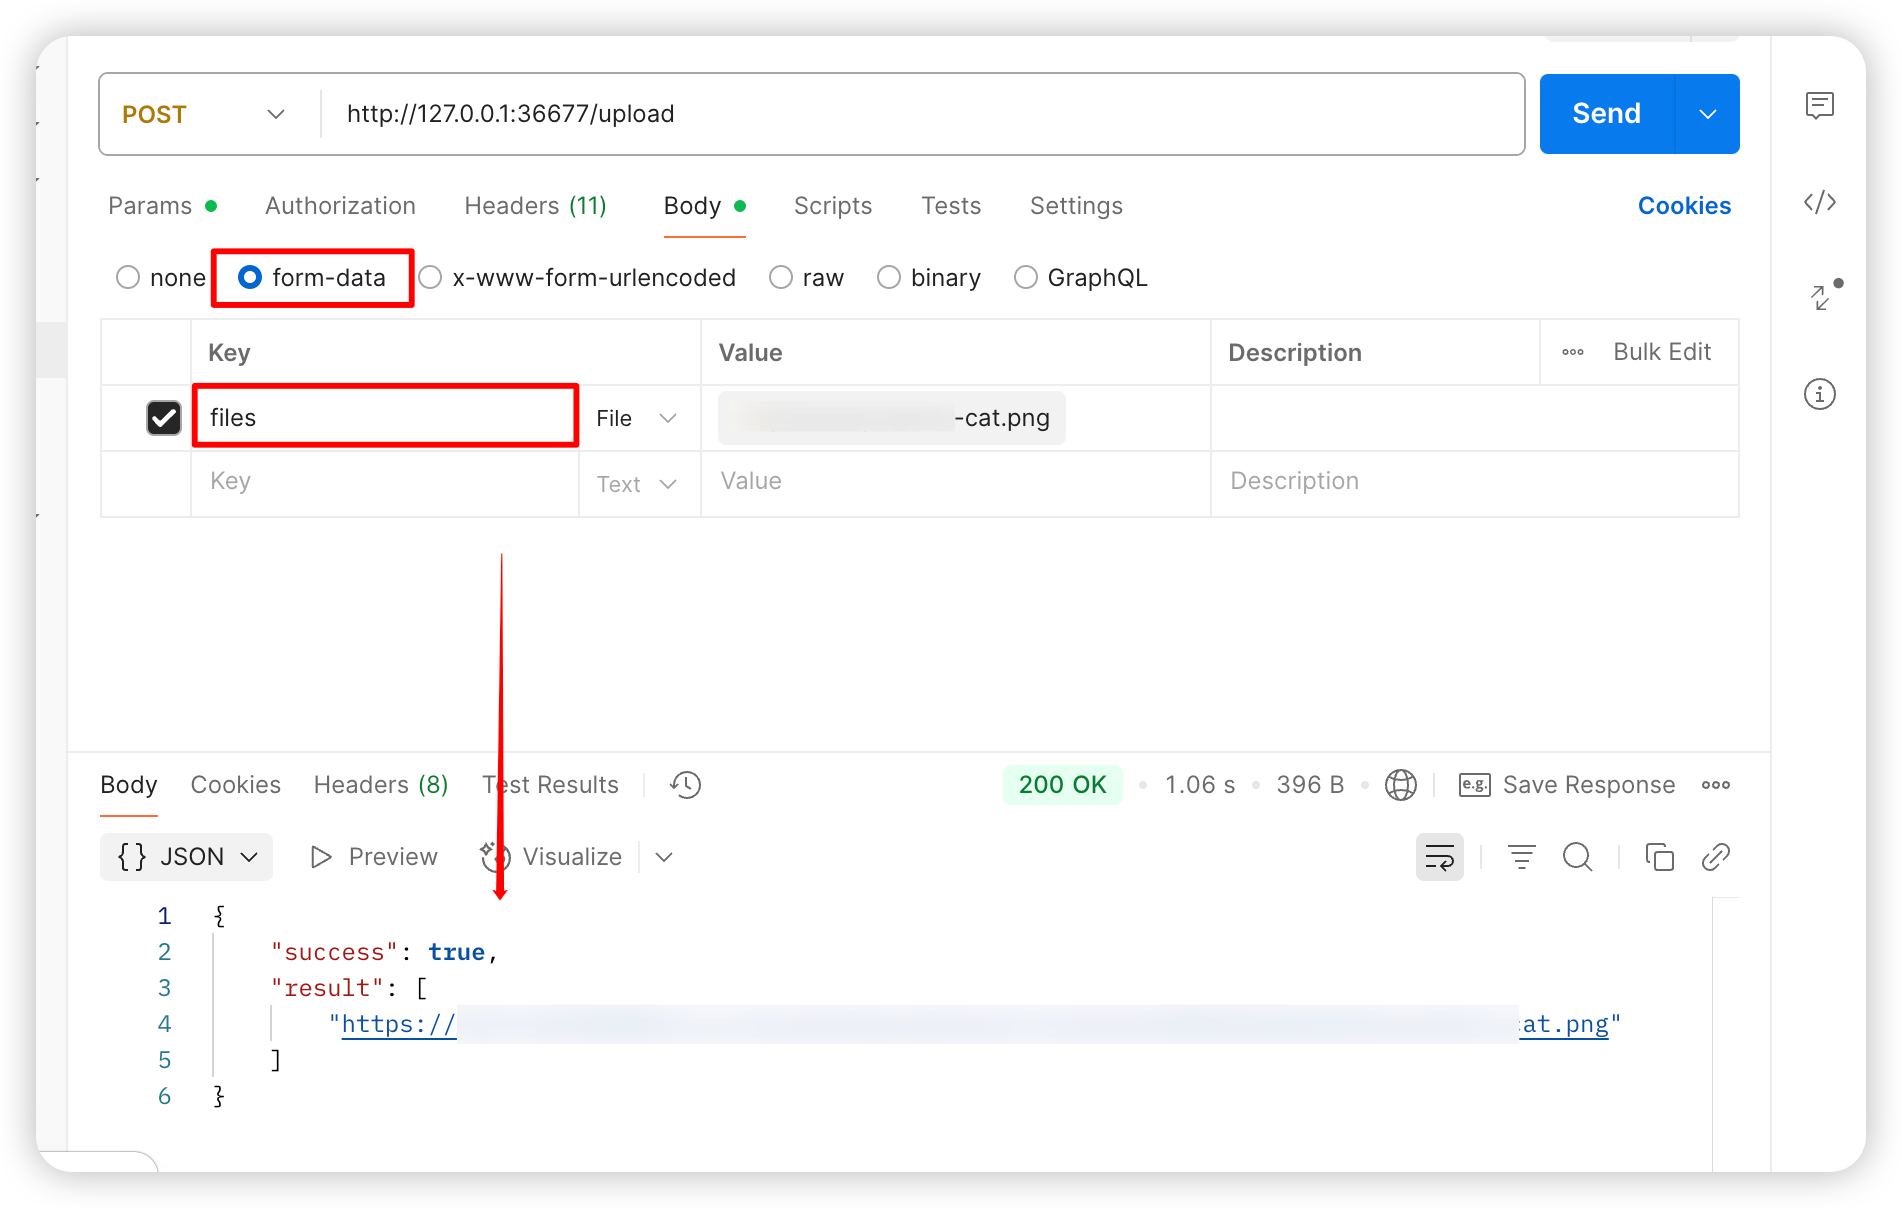 POST http://127.0.0.1:36677/upload Send
Params Authorization Headers (11) Body Scripts Tests Settings Cookies
none form-data x-www-form-urlencoded raw binary GraphQL
Key Value Description Bulk Edit
files File -cat.png
Key Text Value Description
Body Cookies Headers (8) Test Results 200 OK 1.06 s 396 B e.g. Save Response
{} JSON Preview Visualize
1 {
2 "success": true,
3 "result": [
4 "https:// cat.png"
5 ]
6 }